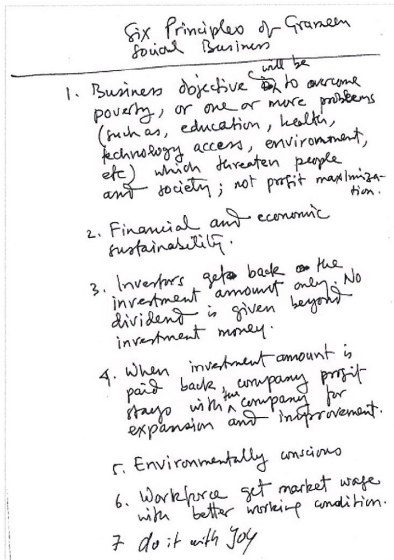 Six Principles of Grameen
Social Business
will be
1. Business objective is to overcome
poverty, or one or more problems
(such as, education, health,
technology access, environment,
etc) which threaten people
and society; not profit maximiza-
tion.
2. Financial and economic
sustainability.
3. Investors get back the
investment amount only. No
dividend is given beyond
investment money.
4. When investment amount is
paid back, company profit
stays with the company for
expansion and improvement.
5. Environmentally conscious
6. Workforce get market wage
with better working condition.
7 do it with Joy